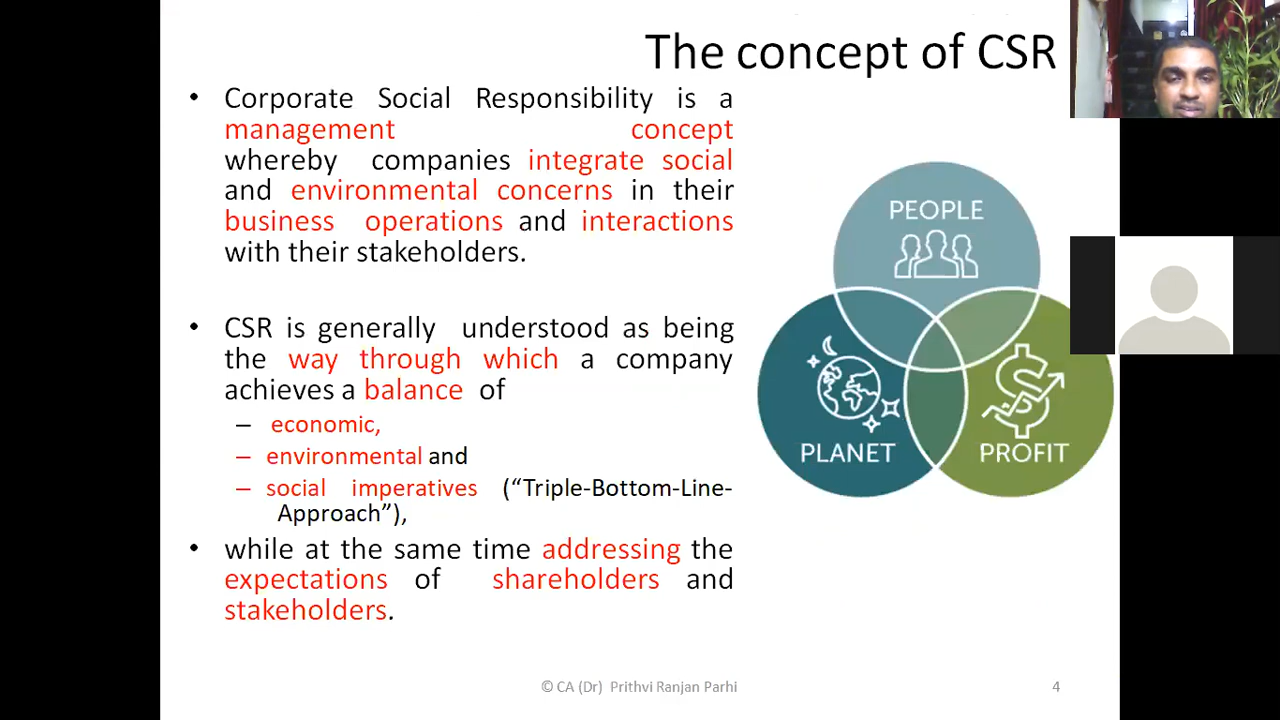 The concept of CSR
• Corporate Social Responsibility is a
management concept
whereby companies integrate social
and environmental concerns in their
business operations and interactions
with their stakeholders.
• CSR is generally understood as being
the way through which a company
achieves a balance of
– economic,
– environmental and
– social imperatives (“Triple-Bottom-Line-
Approach”),
• while at the same time addressing the
expectations of shareholders and
stakeholders.
PEOPLE
PLANET
PROFIT
© CA (Dr) Prithvi Ranjan Parhi
4